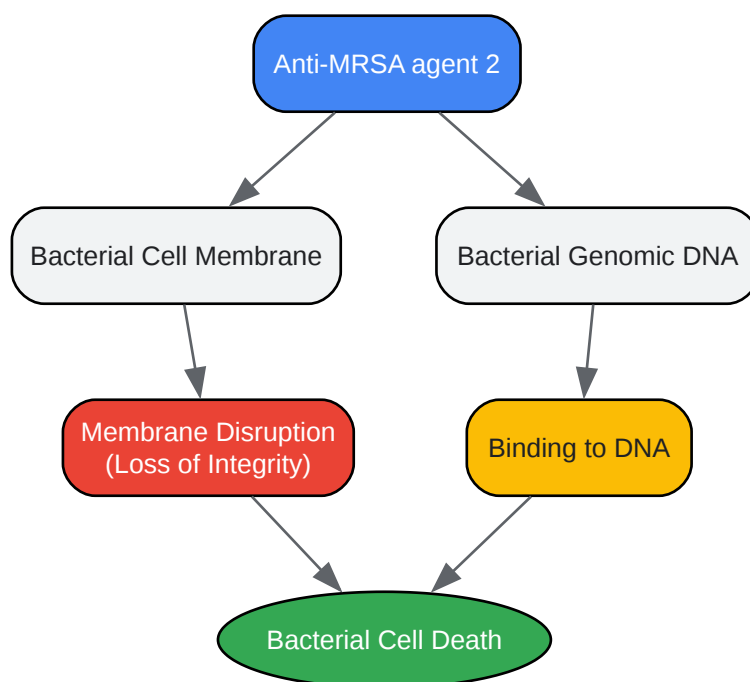 Anti-MRSA agent 2
Bacterial Cell Membrane
Bacterial Genomic DNA
Membrane Disruption
(Loss of Integrity)
Binding to DNA
Bacterial Cell Death